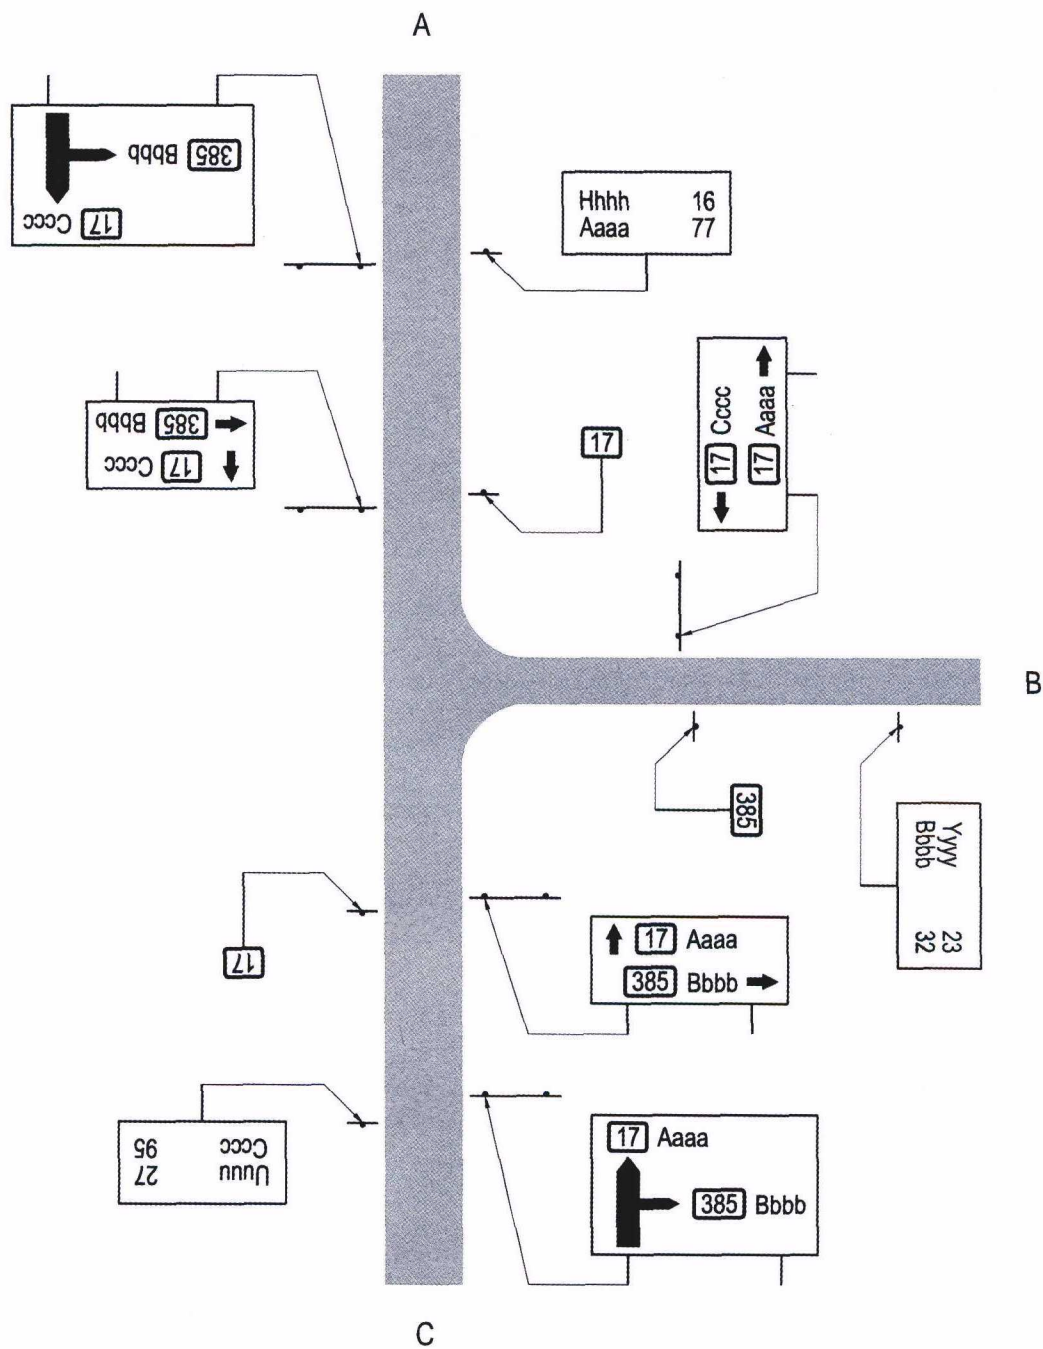 A
385 Bbbb
17 Cccc
Hhhh 16
Aaaa 77
385 Bbbb
17 Cccc
17
17 Cccc
17 Aaaa
B
385
Yyyy 23
Bbbb 32
17
17 Aaaa
385 Bbbb
Uuuu 27
Cccc 95
17 Aaaa
385 Bbbb
C